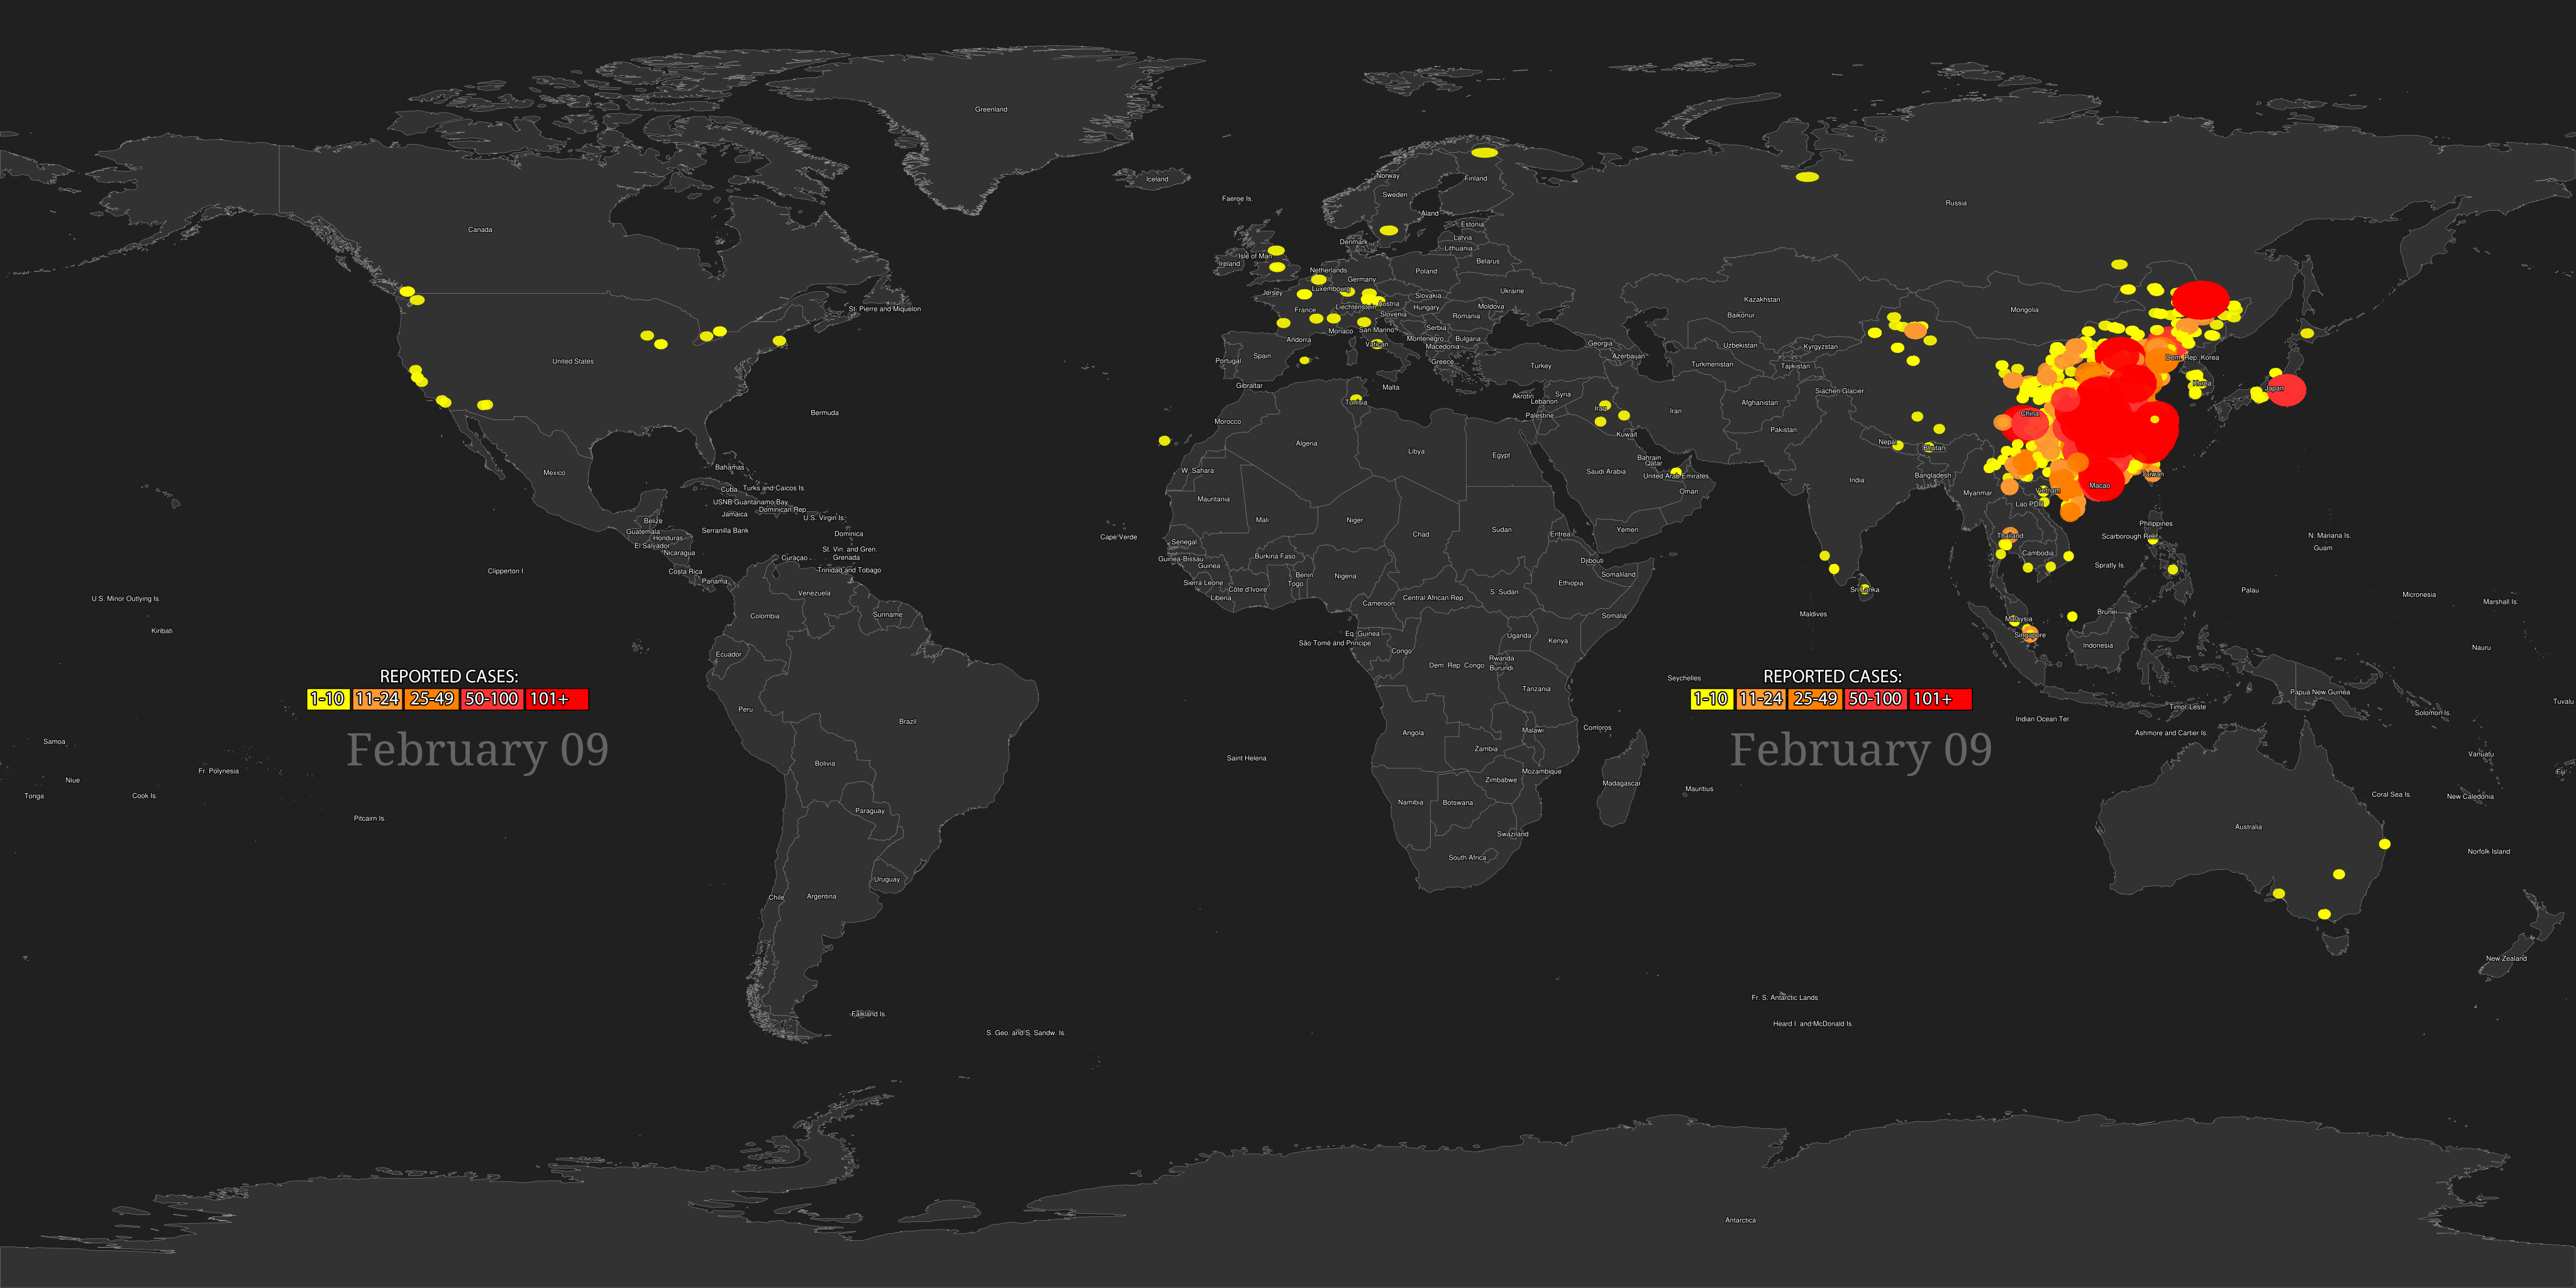 Greenland
Iceland
Norway
Finland
Sweden
Russia
Faeroe Is.
Aland
Canada
Estonia
Latvia
Denmark
Lithuania
Isle of Man
Ireland
Belarus
Netherlands
Poland
Germany
Luxembourg
Jersey
Ukraine
Slovakia
Kazakhstan
Austria
Liechtenstein
Hungary
Moldova
St. Pierre and Miquelon
France
Mongolia
Slovenia
Baikonur
Romania
Serbia
San Marino
Monaco
Montenegro
Bulgaria
Andorra
Georgia
Vatican
Uzbekistan
Kyrgyzstan
Macedonia
Azerbaijan
Portugal
Spain
Dem. Rep. Korea
United States
Greece
Turkey
Turkmenistan
Tajikistan
Korea
Gibraltar
Malta
Japan
Siachen Glacier
Syria
Akrotiri
Lebanon
Tunisia
Afghanistan
Iraq
Iran
Bermuda
China
Palestine
Morocco
Pakistan
Kuwait
Nepal
Algeria
Bhutan
Libya
Egypt
Bahrain
Qatar
Bahamas
W. Sahara
Saudi Arabia
Mexico
Taiwan
United Arab Emirates
Bangladesh
India
Macao
Cuba
Turks and Caicos Is.
Vietnam
Oman
Myanmar
Mauritania
USNB Guantanamo Bay
Lao PDR
Dominican Rep.
Jamaica
U.S. Virgin Is.
Mali
Niger
Belize
Philippines
Sudan
Yemen
Serranilla Bank
Guatemala
Eritrea
Dominica
Chad
Thailand
Scarborough Reef
N. Mariana Is.
Cape Verde
Honduras
Senegal
El Salvador
Guam
St. Vin. and Gren.
Nicaragua
Burkina Faso
Cambodia
Curaçao
Grenada
Guinea-Bissau
Djibouti
Guinea
Spratly Is.
Clipperton I.
Costa Rica
Trinidad and Tobago
Benin
Nigeria
Somaliland
Panama
Sierra Leone
Togo
Ethiopia
Côte d'Ivoire
Sri Lanka
Palau
Venezuela
S. Sudan
Micronesia
U.S. Minor Outlying Is.
Liberia
Central African Rep.
Marshall Is.
Cameroon
Suriname
Brunei
Maldives
Colombia
Somalia
Malaysia
Kiribati
Eq. Guinea
Singapore
Uganda
Kenya
São Tomé and Principe
Indonesia
Nauru
Congo
Ecuador
Rwanda
Dem. Rep. Congo
Burundi
Seychelles
REPORTED CASES:
1-10 11-24 25-49 50-100 101+
February 09
REPORTED CASES:
1-10 11-24 25-49 50-100 101+
February 09
Tanzania
Papua New Guinea
Tuvalu
Timor-Leste
Peru
Solomon Is.
Brazil
Indian Ocean Ter.
Comoros
Malawi
Angola
Ashmore and Cartier Is.
Samoa
Zambia
Vanuatu
Saint Helena
Bolivia
Fr. Polynesia
Mozambique
Fiji
Niue
Zimbabwe
Madagascar
Mauritius
Coral Sea Is.
Tonga
Cook Is.
New Caledonia
Namibia
Botswana
Paraguay
Pitcairn Is.
Australia
Swaziland
Norfolk Island
South Africa
Uruguay
Chile
Argentina
New Zealand
Fr. S. Antarctic Lands
Falkland Is.
Heard I. and McDonald Is.
S. Geo. and S. Sandw. Is.
Antarctica